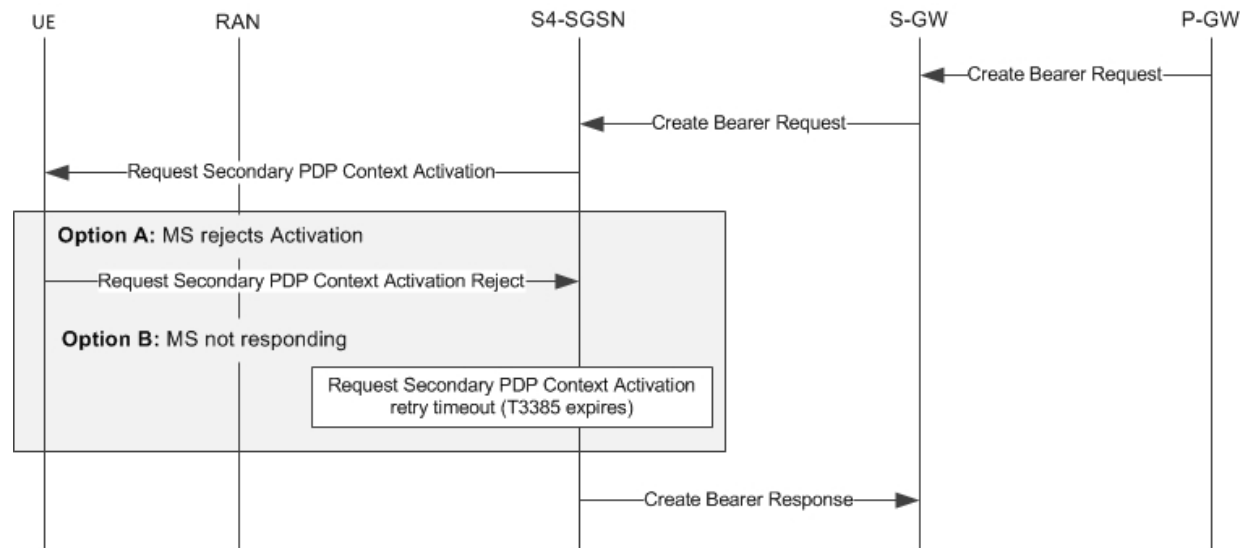 UE RAN S4-SGSN S-GW P-GW
Create Bearer Request
Create Bearer Request
Request Secondary PDP Context Activation
Option A: MS rejects Activation
Request Secondary PDP Context Activation Reject
Option B: MS not responding
Request Secondary PDP Context Activation
retry timeout (T3385 expires)
Create Bearer Response